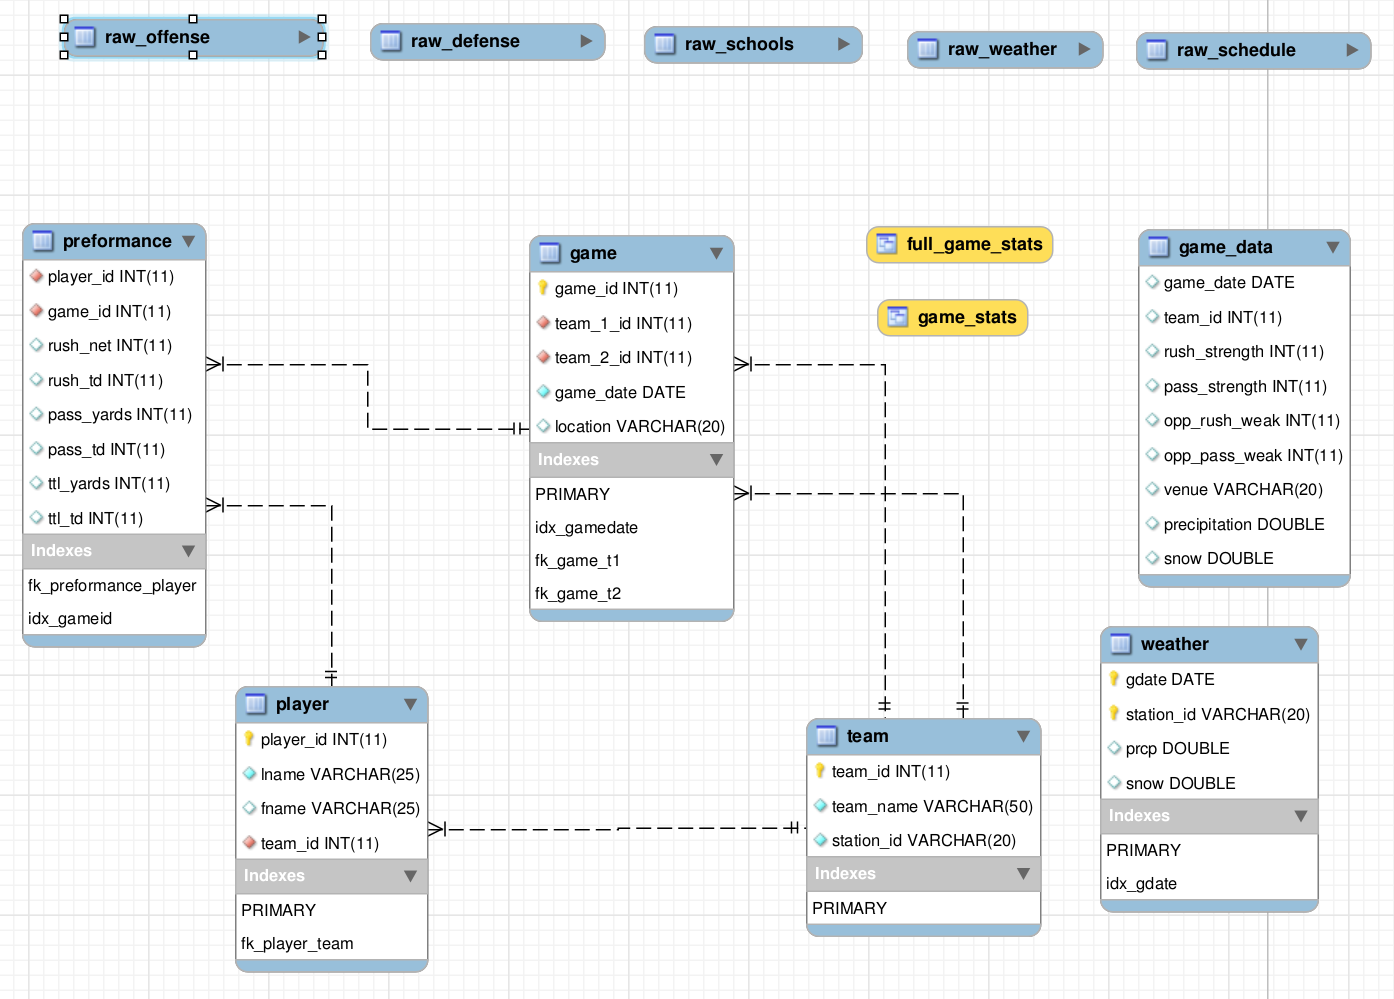 raw_offense
raw_defense
raw_schools
raw_weather
raw_schedule
preformance
player_id INT(11)
game_id INT(11)
rush_net INT(11)
rush_td INT(11)
pass_yards INT(11)
pass_td INT(11)
ttl_yards INT(11)
ttl_td INT(11)
Indexes
fk_preformance_player
idx_gameid
game
game_id INT(11)
team_1_id INT(11)
team_2_id INT(11)
game_date DATE
location VARCHAR(20)
Indexes
PRIMARY
idx_gamedate
fk_game_t1
fk_game_t2
full_game_stats
game_stats
game_data
game_date DATE
team_id INT(11)
rush_strength INT(11)
pass_strength INT(11)
opp_rush_weak INT(11)
opp_pass_weak INT(11)
venue VARCHAR(20)
precipitation DOUBLE
snow DOUBLE
player
player_id INT(11)
lname VARCHAR(25)
fname VARCHAR(25)
team_id INT(11)
Indexes
PRIMARY
fk_player_team
team
team_id INT(11)
team_name VARCHAR(50)
station_id VARCHAR(20)
Indexes
PRIMARY
weather
gdate DATE
station_id VARCHAR(20)
prcp DOUBLE
snow DOUBLE
Indexes
PRIMARY
idx_gdate